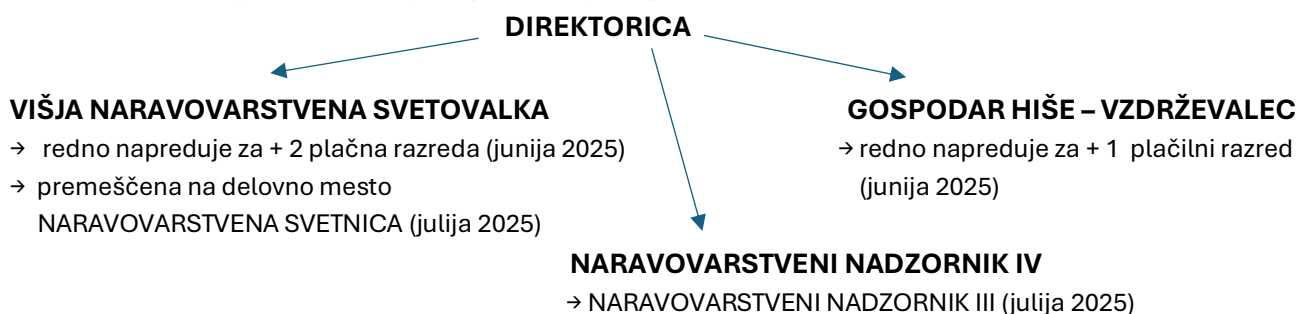 DIREKTORICA
VIŠJA NARAVOVARSTVENA SVETOVALKA
→ redno napreduje za + 2 plačna razreda (junija 2025)
→ premeščena na delovno mesto
NARAVOVARSTVENA SVETNICA (julija 2025)
GOSPODAR HIŠE – VZDRŽEVALEC
→ redno napreduje za + 1 plačilni razred
(junija 2025)
NARAVOVARSTVENI NADZORNIK IV
→ NARAVOVARSTVENI NADZORNIK III (julija 2025)